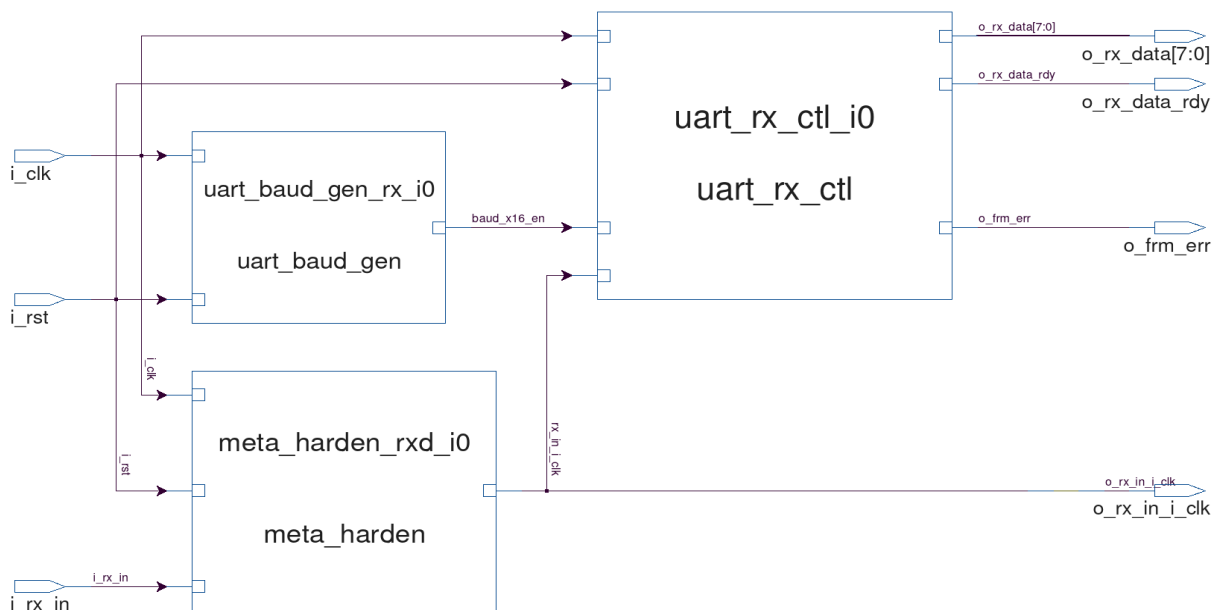 o_rx_data[7:0]
o_rx_data[7:0]
o_rx_data_rdy
o_rx_data_rdy
uart_rx_ctl_i0
uart_rx_ctl
i_clk
uart_baud_gen_rx_i0
baud_x16_en
o_frm_err
o_frm_err
uart_baud_gen
i_rst
i_clk
meta_harden_rxd_i0
rx_in_i_clk
i_rst
o_rx_in_i_clk
o_rx_in_i_clk
meta_harden
i_rx_in
i_rx_in